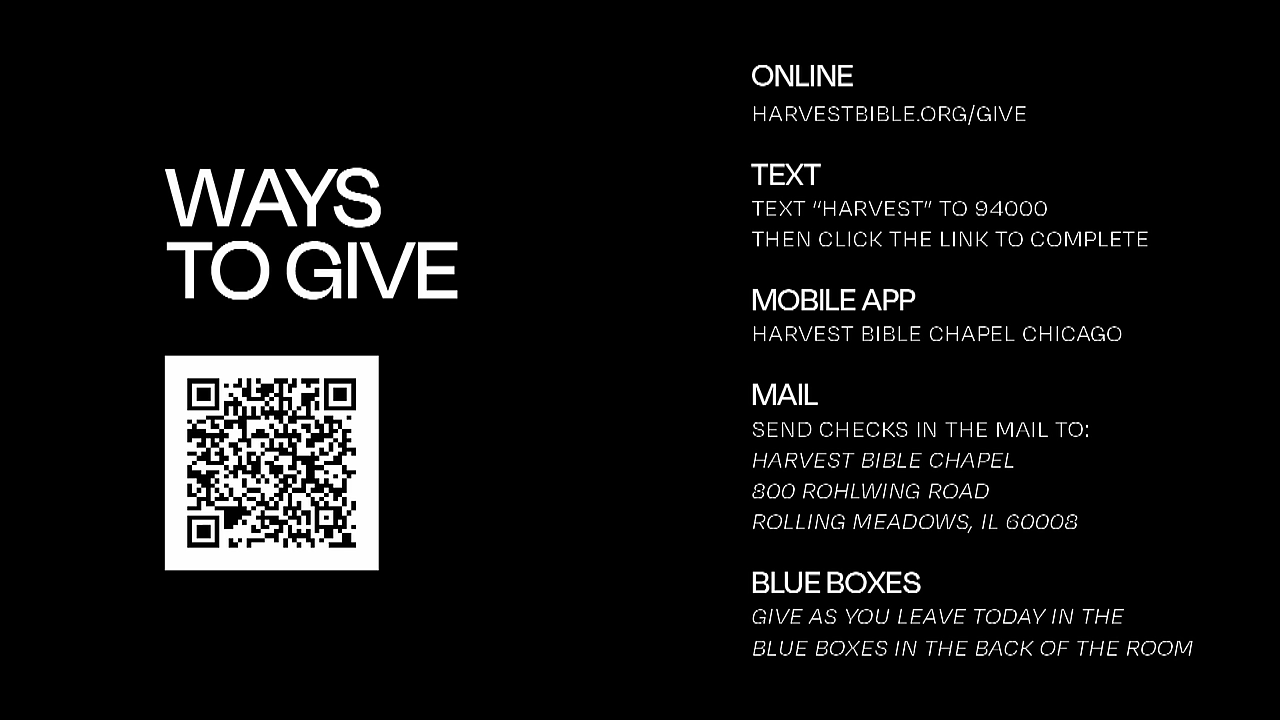 WAYS
TO GIVE
ONLINE
HARVESTBIBLE.ORG/GIVE
TEXT
TEXT “HARVEST” TO 94000
THEN CLICK THE LINK TO COMPLETE
MOBILE APP
HARVEST BIBLE CHAPEL CHICAGO
MAIL
SEND CHECKS IN THE MAIL TO:
HARVEST BIBLE CHAPEL
800 ROHLWING ROAD
ROLLING MEADOWS, IL 60008
BLUE BOXES
GIVE AS YOU LEAVE TODAY IN THE
BLUE BOXES IN THE BACK OF THE ROOM